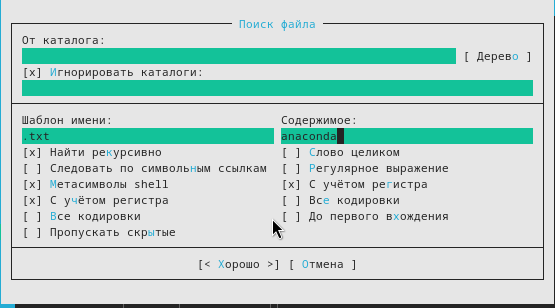 Поиск файла
От каталога:
[ Дерево ]
[x] Игнорировать каталоги:
Шаблон имени: Содержимое:
.txt anaconda
[x] Найти рекурсивно [ ] Слово целиком
[ ] Следовать по символьным ссылкам [ ] Регулярное выражение
[x] Метасимволы shell [x] С учётом регистра
[x] С учётом регистра [ ] Все кодировки
[ ] Все кодировки [ ] До первого вхождения
[ ] Пропускать скрытые
[< Хорошо >] [ Отмена ]